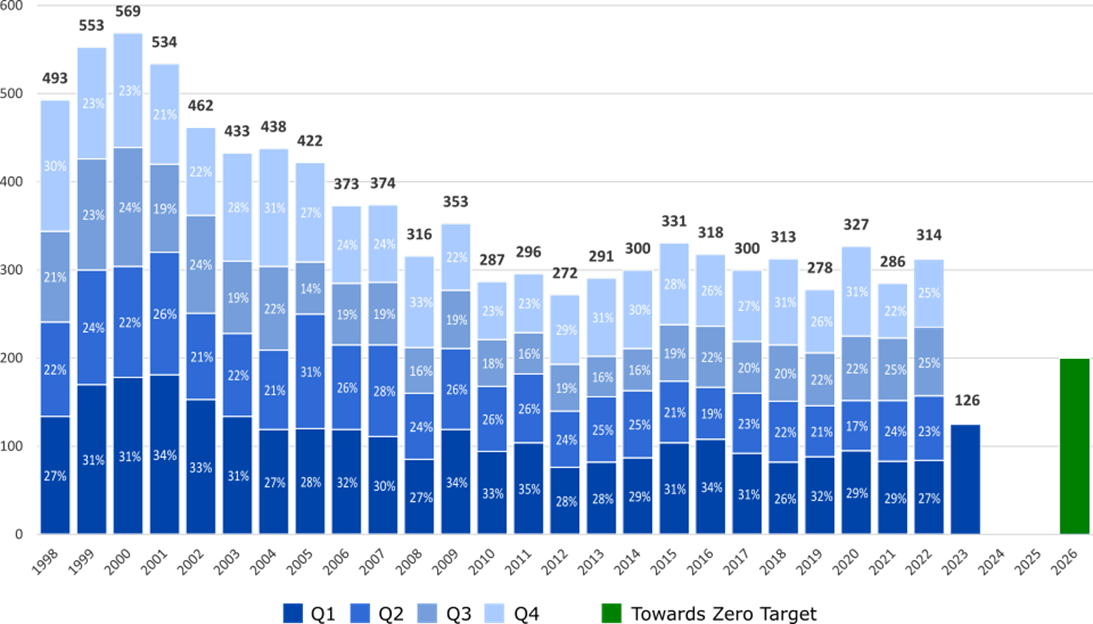 600
500
400
300
200
100
0
493 553 569 534 462 433 438 422 373 374 316 353 287 296 272 291 300 331 318 300 313 278 327 286 314 126
30% 23% 23% 21% 22% 28% 31% 27% 24% 24% 33% 22% 23% 23% 29% 31% 30% 28% 26% 27% 31% 26% 31% 22% 25%
21% 23% 24% 19% 24% 19% 22% 14% 19% 19% 16% 19% 18% 16% 19% 16% 16% 19% 22% 20% 20% 22% 22% 25% 25%
22% 24% 22% 26% 21% 22% 21% 31% 26% 28% 24% 26% 26% 26% 24% 25% 25% 21% 19% 23% 22% 21% 17% 24% 23%
27% 31% 31% 34% 33% 31% 27% 28% 32% 30% 27% 34% 33% 35% 28% 28% 29% 31% 34% 31% 26% 32% 29% 29% 27%
1998 1999 2000 2001 2002 2003 2004 2005 2006 2007 2008 2009 2010 2011 2012 2013 2014 2015 2016 2017 2018 2019 2020 2021 2022 2023 2024 2025 2026
Q1 Q2 Q3 Q4 Towards Zero Target